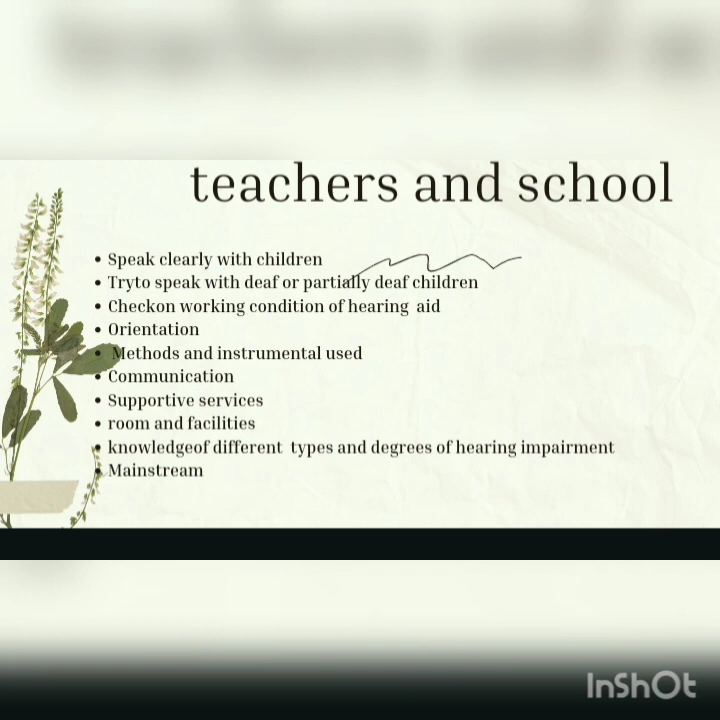 teachers and school
• Speak clearly with children
• Tryto speak with deaf or partially deaf children
• Checkon working condition of hearing aid
• Orientation
• Methods and instrumental used
• Communication
• Supportive services
• room and facilities
• knowledgeof different types and degrees of hearing impairment
• Mainstream
InShOt